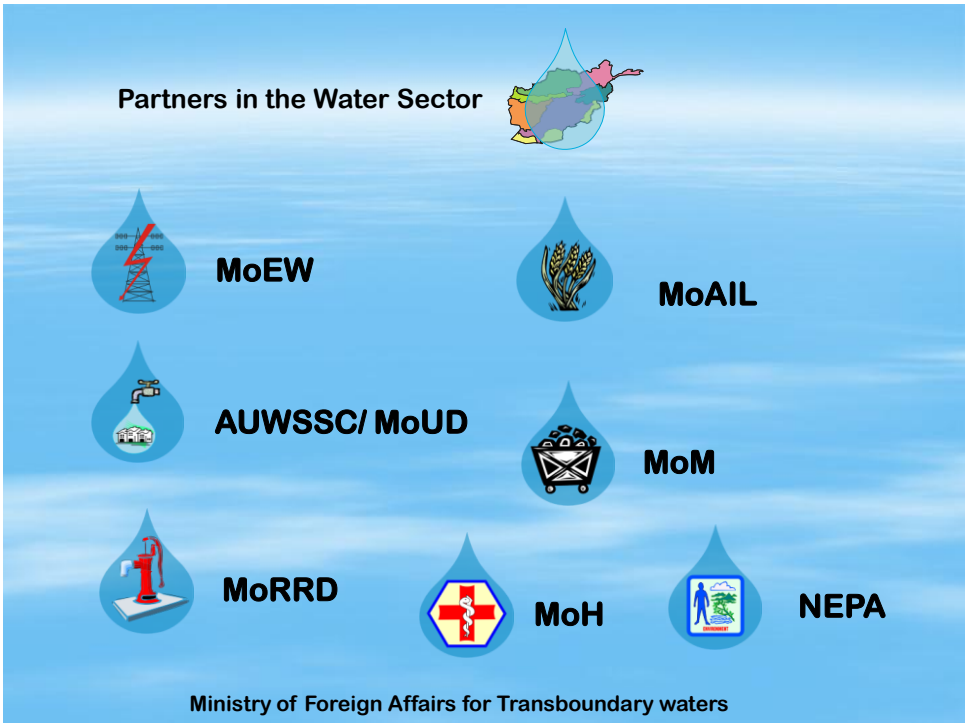 Partners in the Water Sector
MoEW
MoAIL
AUWSSC/ MoUD
MoM
MoRRD
MoH
NEPA
ENVIRONMENT
Ministry of Foreign Affairs for Transboundary waters